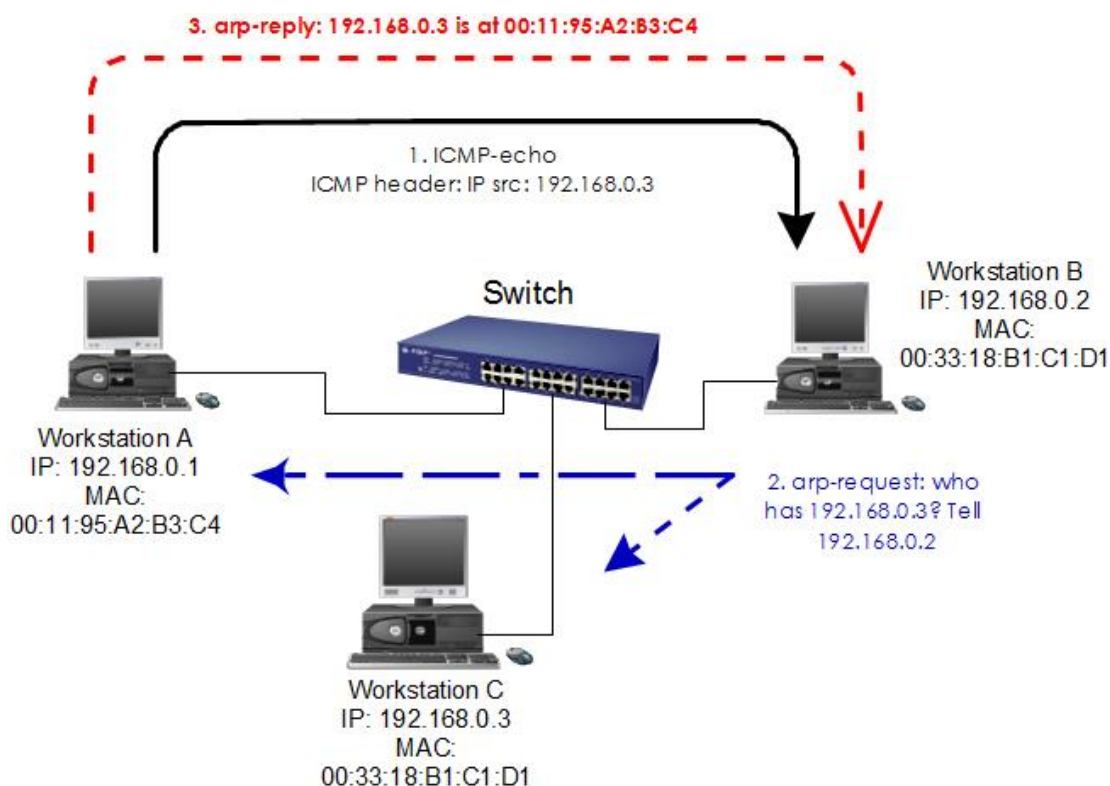 3. arp-reply: 192.168.0.3 is at 00:11:95:A2:B3:C4
1. ICMP-echo
ICMP header: IP src: 192.168.0.3
Switch
Workstation B
IP: 192.168.0.2
MAC:
00:33:18:B1:C1:D1
Workstation A
IP: 192.168.0.1
MAC:
00:11:95:A2:B3:C4
2. arp-request: who
has 192.168.0.3? Tell
192.168.0.2
Workstation C
IP: 192.168.0.3
MAC:
00:33:18:B1:C1:D1